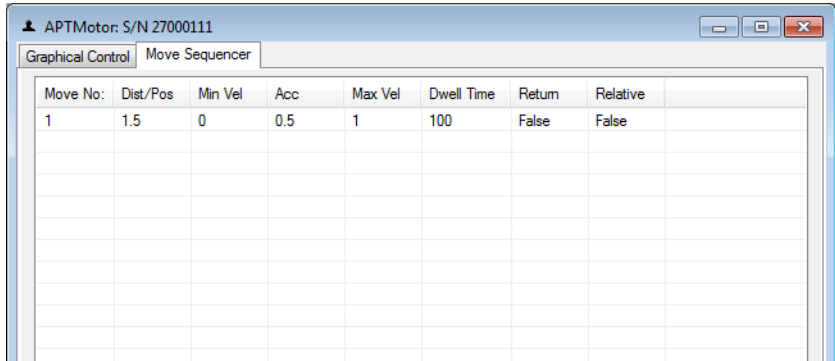 APTMotor: S/N 27000111
Graphical Control Move Sequencer
Move No: Dist/Pos Min Vel Acc Max Vel Dwell Time Return Relative
1 1.5 0 0.5 1 100 False False